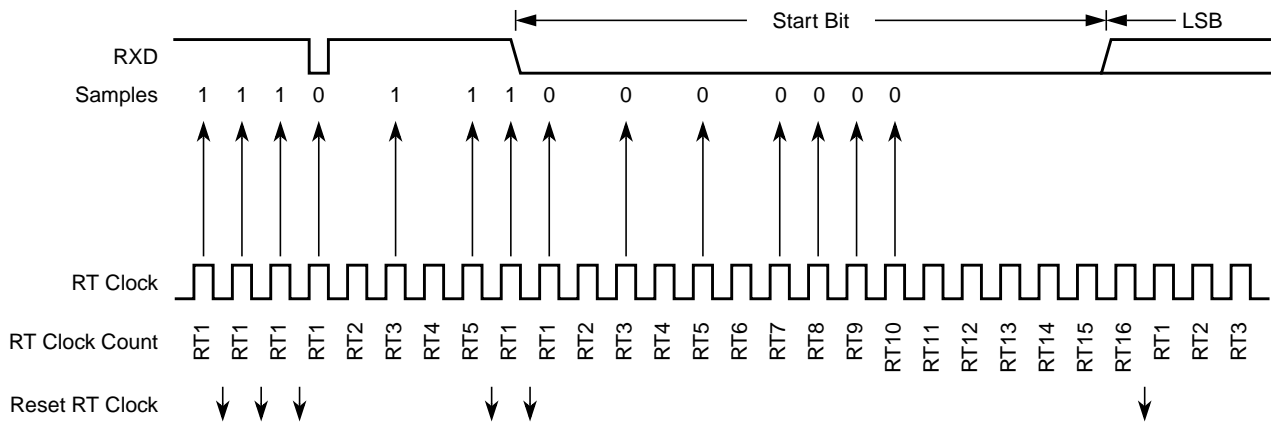 Start Bit LSB
RXD
Samples 1 1 1 0 1 1 1 0 0 0 0 0 0 0
RT Clock
RT Clock Count RT1 RT1 RT1 RT1 RT2 RT3 RT4 RT5 RT1 RT1 RT2 RT3 RT4 RT5 RT6 RT7 RT8 RT9 RT10 RT11 RT12 RT13 RT14 RT15 RT16 RT1 RT2 RT3
Reset RT Clock